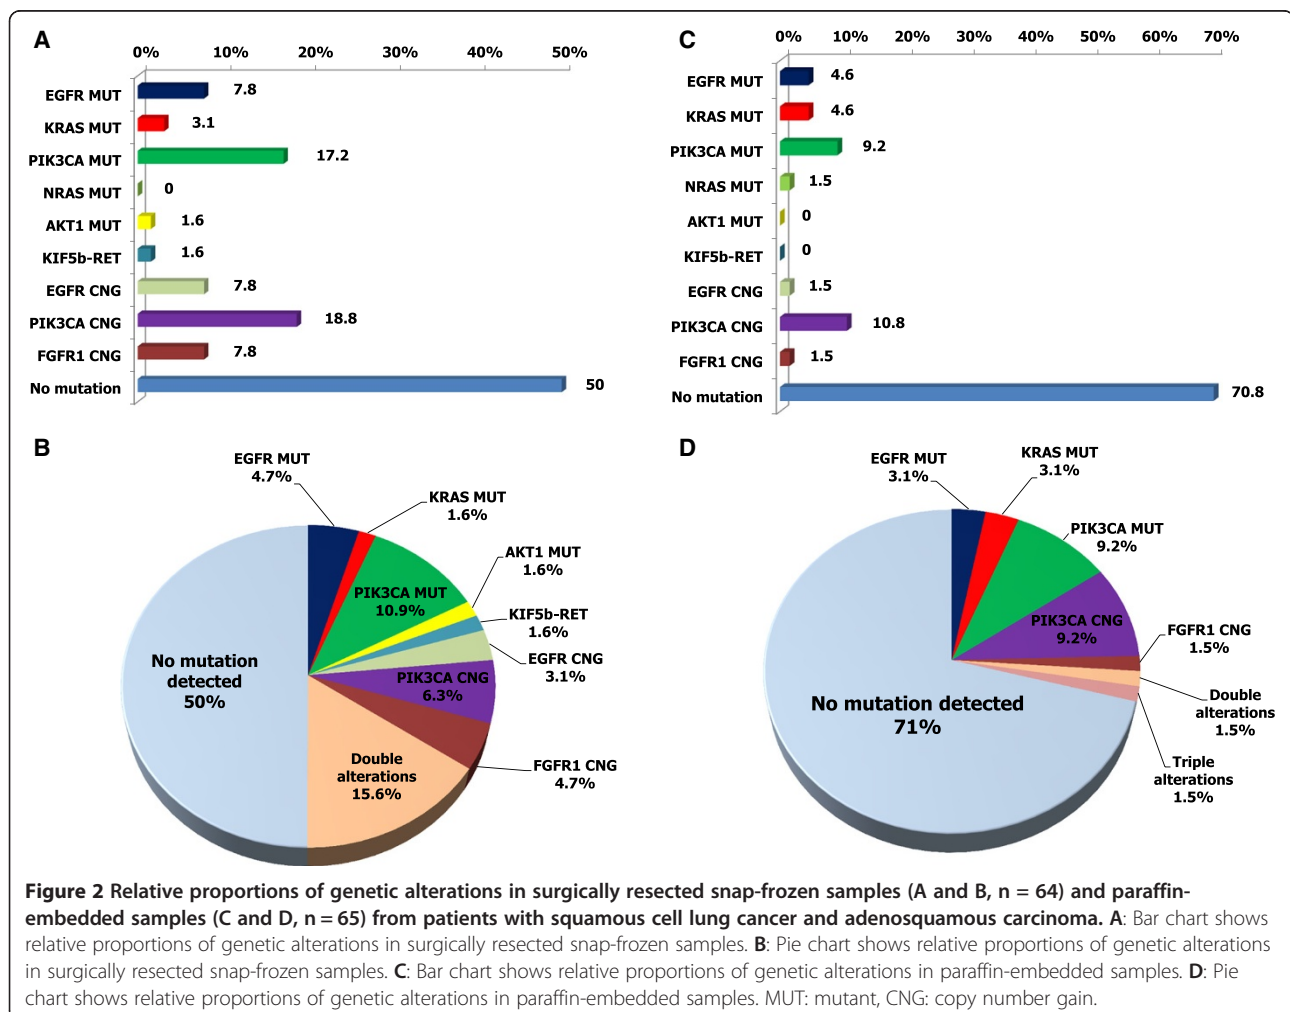 A
0% 10% 20% 30% 40% 50%
EGFR MUT 7.8
KRAS MUT 3.1
PIK3CA MUT 17.2
NRAS MUT 0
AKT1 MUT 1.6
KIF5b-RET 1.6
EGFR CNG 7.8
PIK3CA CNG 18.8
FGFR1 CNG 7.8
No mutation 50
C
0% 10% 20% 30% 40% 50% 60% 70%
EGFR MUT 4.6
KRAS MUT 4.6
PIK3CA MUT 9.2
NRAS MUT 1.5
AKT1 MUT 0
KIF5b-RET 0
EGFR CNG 1.5
PIK3CA CNG 10.8
FGFR1 CNG 1.5
No mutation 70.8
B
EGFR MUT
4.7%
KRAS MUT
1.6%
AKT1 MUT
1.6%
PIK3CA MUT
10.9%
KIF5b-RET
1.6%
EGFR CNG
3.1%
PIK3CA CNG
6.3%
No mutation
detected
50%
Double
alterations
15.6%
FGFR1 CNG
4.7%
D
EGFR MUT
3.1%
KRAS MUT
3.1%
PIK3CA MUT
9.2%
PIK3CA CNG
9.2%
FGFR1 CNG
1.5%
No mutation detected
71%
Double
alterations
1.5%
Triple
alterations
1.5%
Figure 2 Relative proportions of genetic alterations in surgically resected snap-frozen samples (A and B, n = 64) and paraffin-
embedded samples (C and D, n = 65) from patients with squamous cell lung cancer and adenosquamous carcinoma. A: Bar chart shows
relative proportions of genetic alterations in surgically resected snap-frozen samples. B: Pie chart shows relative proportions of genetic alterations
in surgically resected snap-frozen samples. C: Bar chart shows relative proportions of genetic alterations in paraffin-embedded samples. D: Pie
chart shows relative proportions of genetic alterations in paraffin-embedded samples. MUT: mutant, CNG: copy number gain.